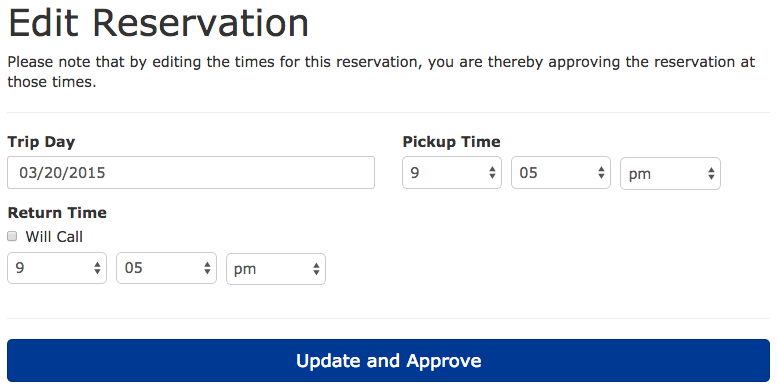 Edit Reservation
Please note that by editing the times for this reservation, you are thereby approving the reservation at
those times.
Trip Day
03/20/2015
Pickup Time
9 05 pm
Return Time
Will Call
9 05 pm
Update and Approve